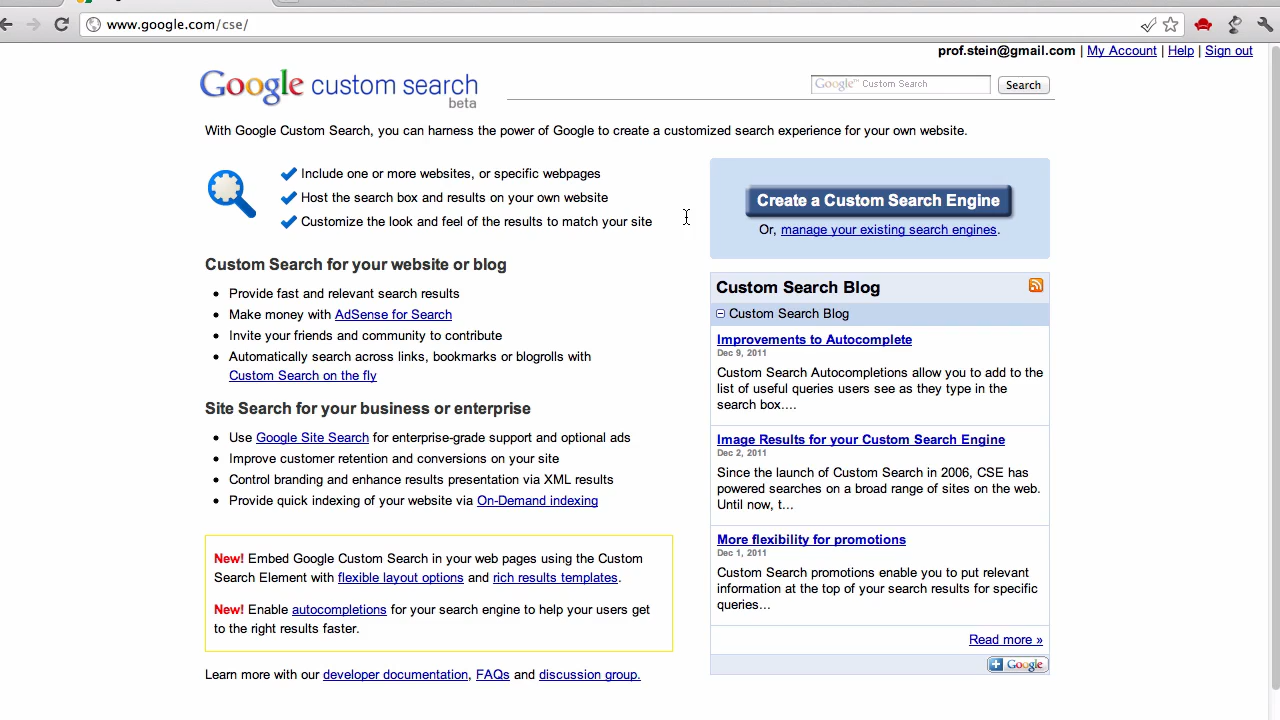 www.google.com/cse/
prof.stein@gmail.com | My Account | Help | Sign out
Google custom search
beta
Google™ Custom Search
Search
With Google Custom Search, you can harness the power of Google to create a customized search experience for your own website.
Include one or more websites, or specific webpages
Host the search box and results on your own website
Customize the look and feel of the results to match your site
Create a Custom Search Engine
Or, manage your existing search engines.
Custom Search for your website or blog
Provide fast and relevant search results
Make money with AdSense for Search
Invite your friends and community to contribute
Automatically search across links, bookmarks or blogrolls with
Custom Search on the fly
Site Search for your business or enterprise
Use Google Site Search for enterprise-grade support and optional ads
Improve customer retention and conversions on your site
Control branding and enhance results presentation via XML results
Provide quick indexing of your website via On-Demand indexing
New! Embed Google Custom Search in your web pages using the Custom
Search Element with flexible layout options and rich results templates.
New! Enable autocompletions for your search engine to help your users get
to the right results faster.
Learn more with our developer documentation, FAQs and discussion group.
Custom Search Blog
Custom Search Blog
Improvements to Autocomplete
Dec 9, 2011
Custom Search Autocompletions allow you to add to the
list of useful queries users see as they type in the
search box....
Image Results for your Custom Search Engine
Dec 2, 2011
Since the launch of Custom Search in 2006, CSE has
powered searches on a broad range of sites on the web.
Until now, t...
More flexibility for promotions
Dec 1, 2011
Custom Search promotions enable you to put relevant
information at the top of your search results for specific
queries...
Read more »
Google